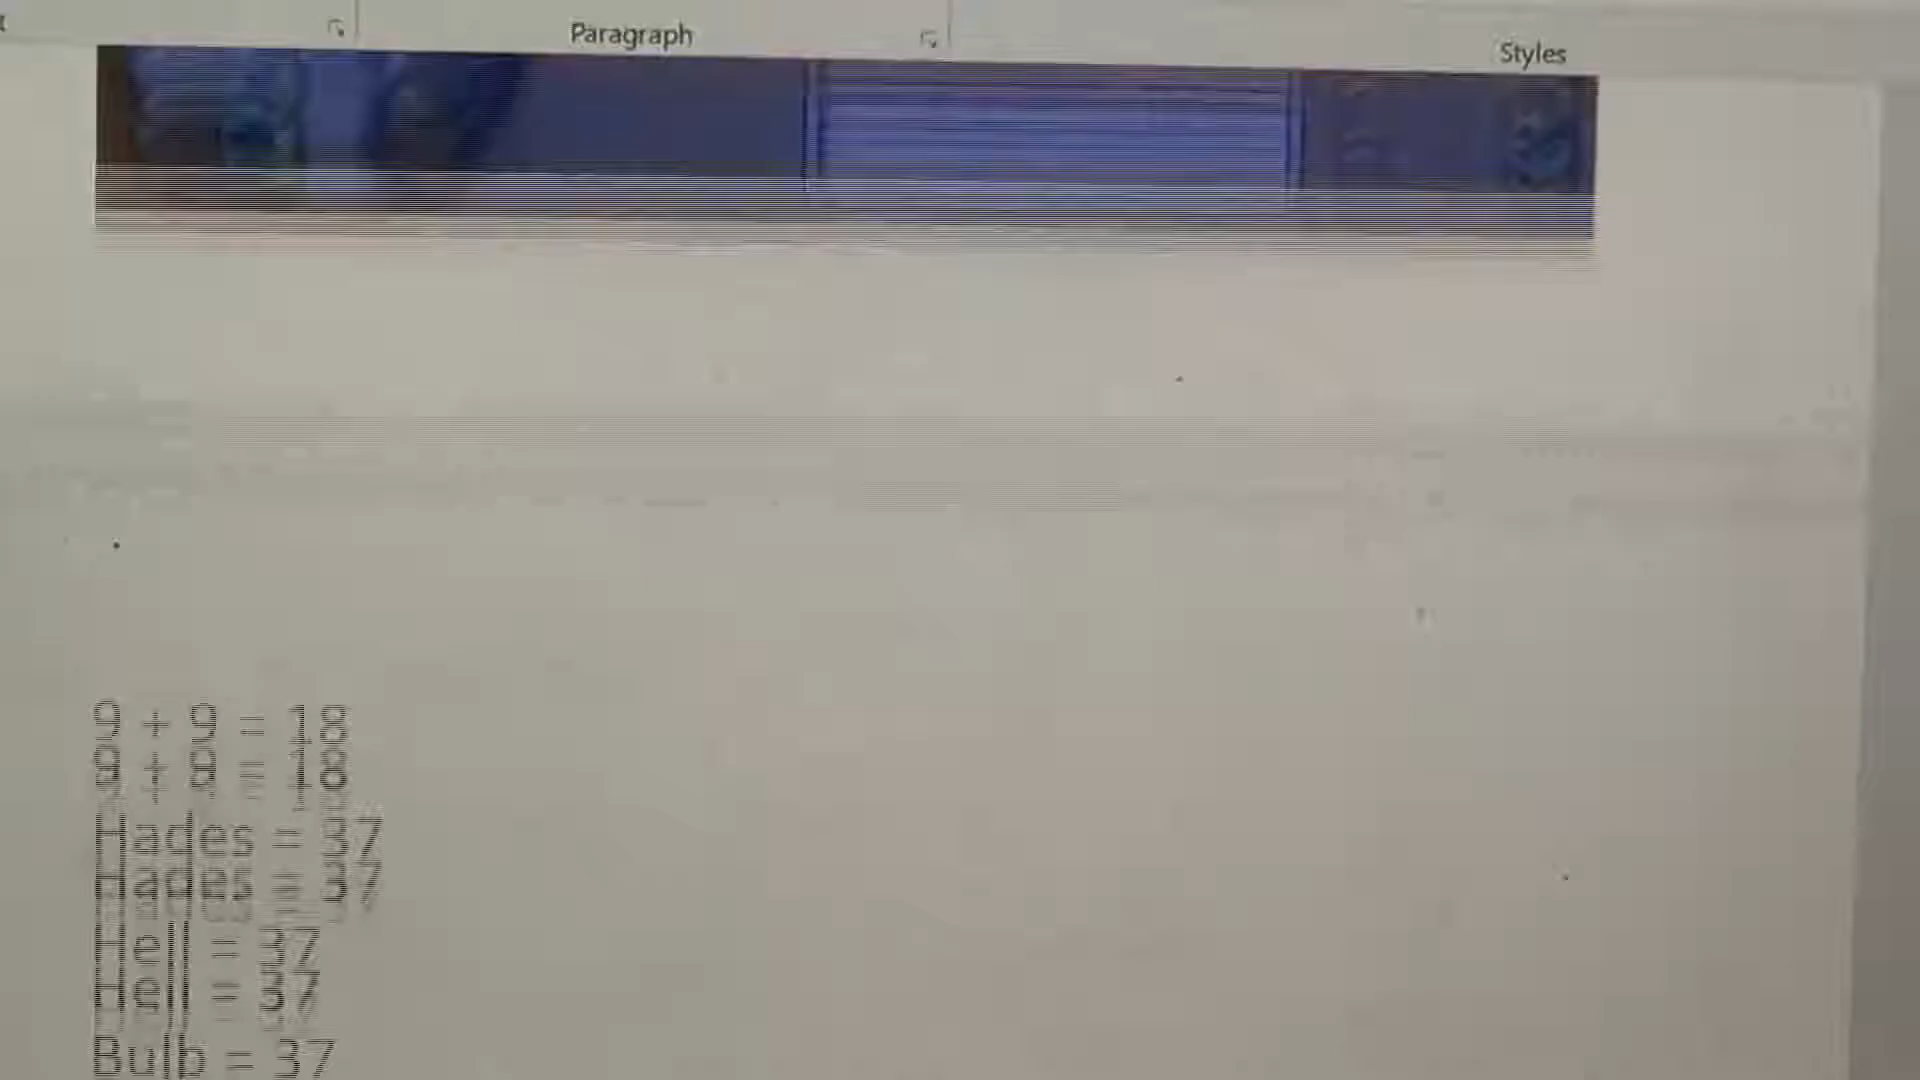 Paragraph
Styles
9 + 9 = 18
9 + 9 = 18
Hades = 37
Hades = 37
Hell = 37
Hell = 37
Bulb = 37